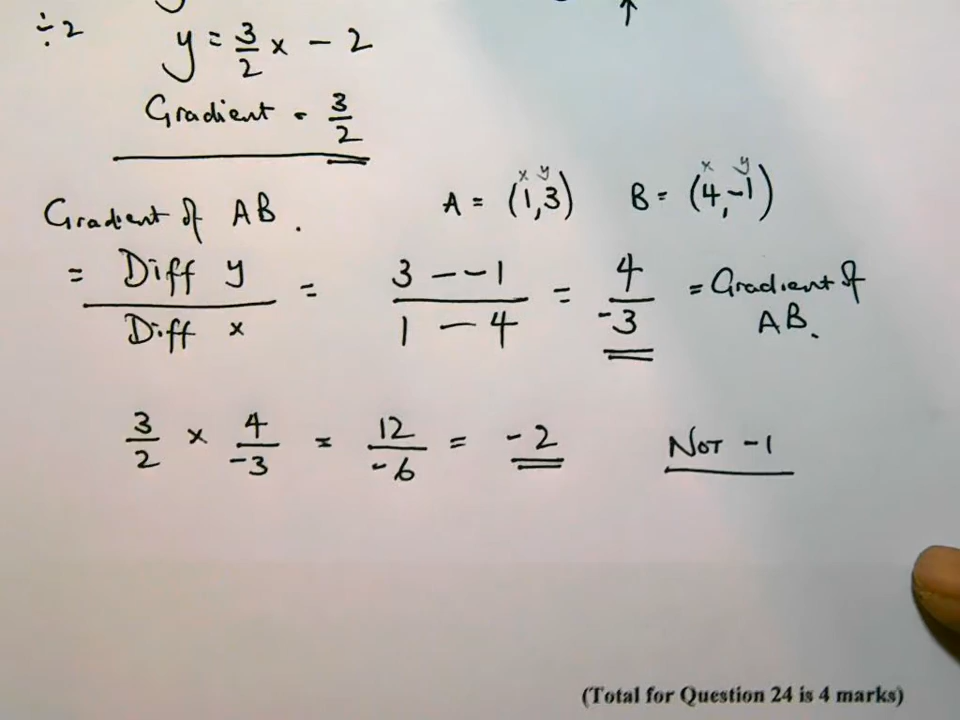 ÷2
y = 3/2 x - 2
Gradient = 3/2
Gradient of AB.
A = (1,3) B = (4,-1)
x y x y
= Diff y / Diff x = 3 - -1 / 1 - 4 = 4 / -3 = Gradient of AB.
3/2 × 4/-3 = 12/-6 = -2 NOT -1
(Total for Question 24 is 4 marks)